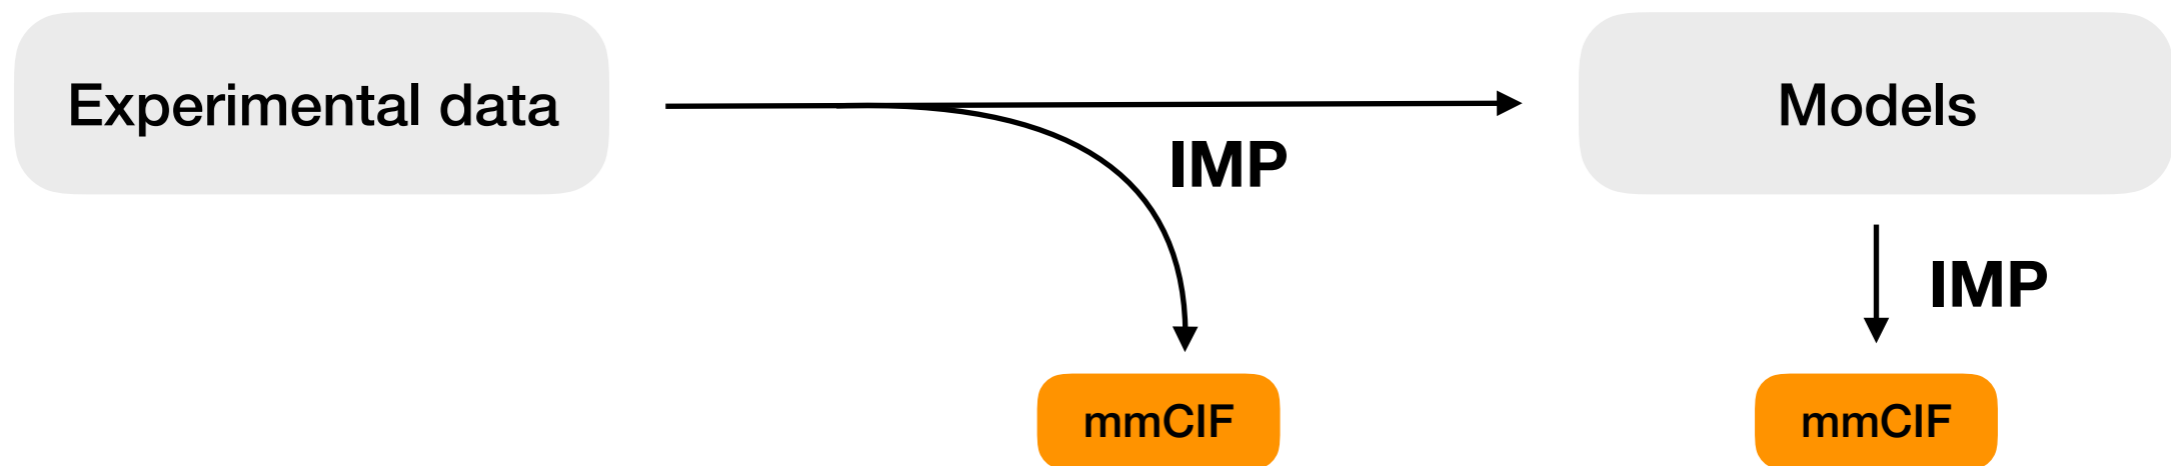 Experimental data
Models
IMP
IMP
mmCIF
mmCIF